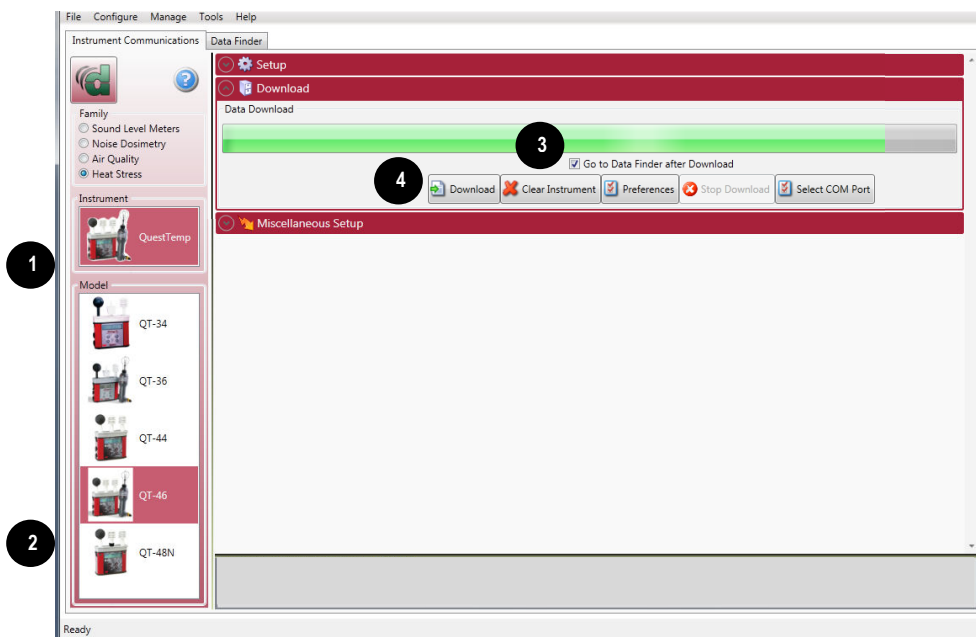 File Configure Manage Tools Help
Instrument Communications Data Finder
Family
Sound Level Meters
Noise Dosimetry
Air Quality
Heat Stress
Instrument
QuestTemp
1
Model
QT-34
QT-36
QT-44
QT-46
2
QT-48N
Setup
Download
Data Download
3
Go to Data Finder after Download
4
Download Clear Instrument Preferences Stop Download Select COM Port
Miscellaneous Setup
Ready